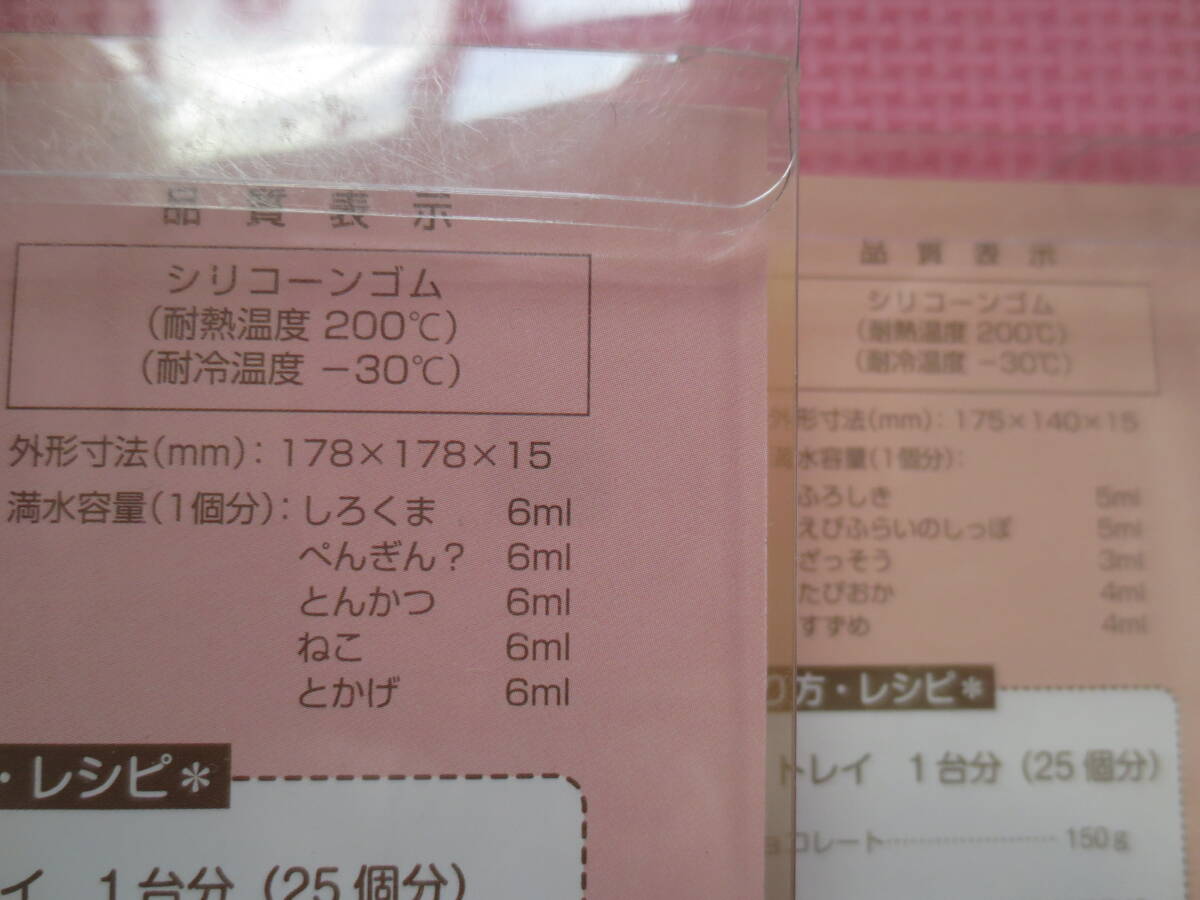 品質表示
シリコーンゴム
(耐熱温度 200℃)
(耐冷温度 −30℃)
外形寸法(mm): 178×178×15
満水容量(1個分): しろくま 6ml
ぺんぎん? 6ml
とんかつ 6ml
ねこ 6ml
とかげ 6ml
・レシピ*
イ 1台分(25個分)
品質表示
シリコーンゴム
(耐熱温度 200℃)
(耐冷温度 −30℃)
外形寸法(mm): 175×140×15
満水容量(1個分):
ふろしき 5ml
えびふらいのしっぽ 5ml
ざっそう 3ml
たぴおか 4ml
すずめ 4ml
り方・レシピ*
トレイ 1台分(25個分)
ョコレート………………… 150g